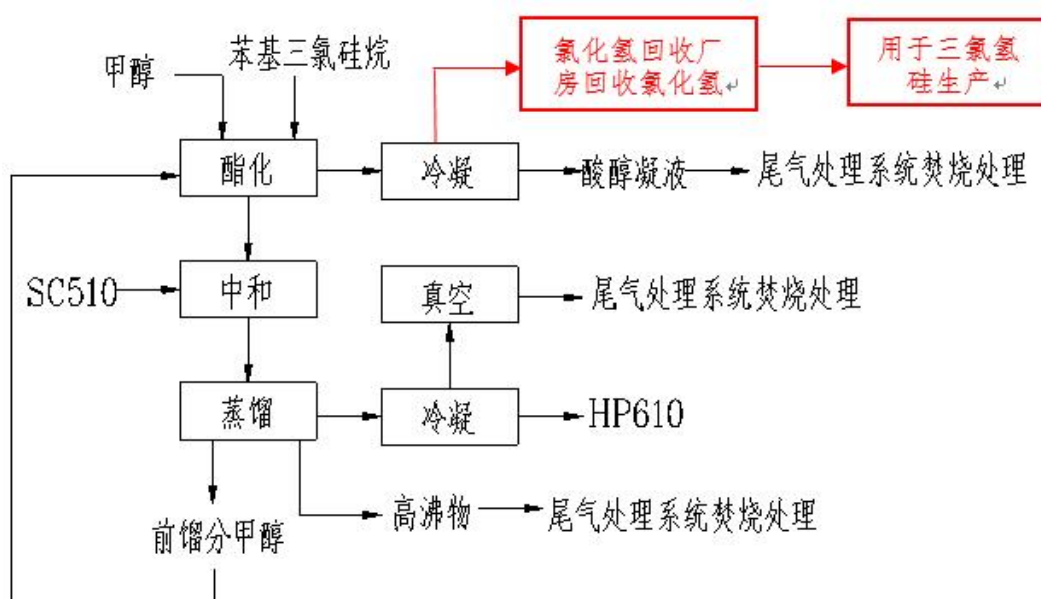 甲醇
苯基三氯硅烷
氯化氢回收厂
房回收氯化氢
用于三氯氢
硅生产
酯化
冷凝
酸醇凝液
尾气处理系统焚烧处理
SC510
中和
真空
尾气处理系统焚烧处理
蒸馏
冷凝
HP610
前馏分甲醇
高沸物
尾气处理系统焚烧处理